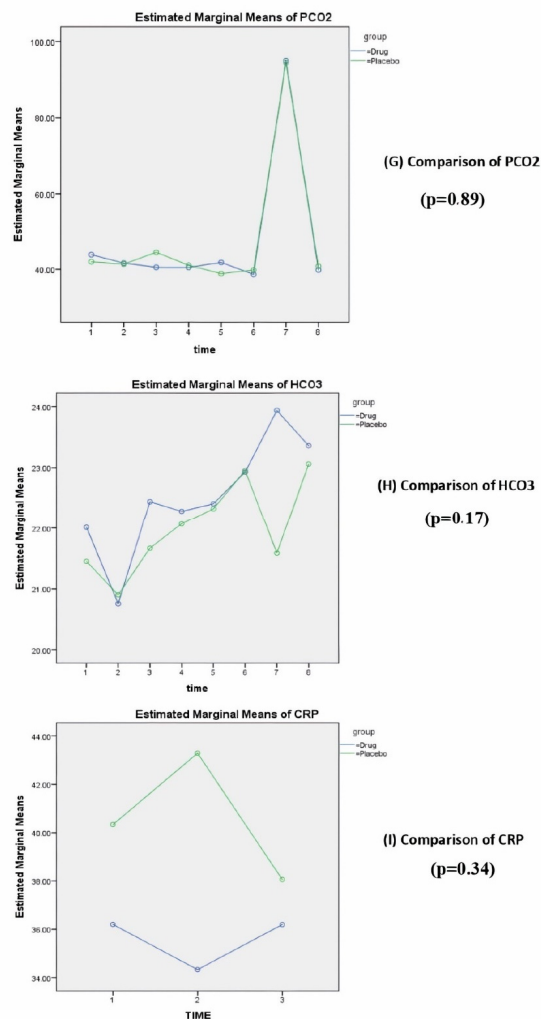 Estimated Marginal Means of PCO2
group
=Drug
=Placebo
100.00
80.00
60.00
40.00
Estimated Marginal Means
1 2 3 4 5 6 7 8
time
(G) Comparison of PCO2
(p=0.89)
Estimated Marginal Means of HCO3
group
=Drug
=Placebo
24.00
23.00
22.00
21.00
20.00
Estimated Marginal Means
1 2 3 4 5 6 7 8
time
(H) Comparison of HCO3
(p=0.17)
Estimated Marginal Means of CRP
group
=Drug
=Placebo
44.00
42.00
40.00
38.00
36.00
34.00
Estimated Marginal Means
1 2 3
TIME
(I) Comparison of CRP
(p=0.34)